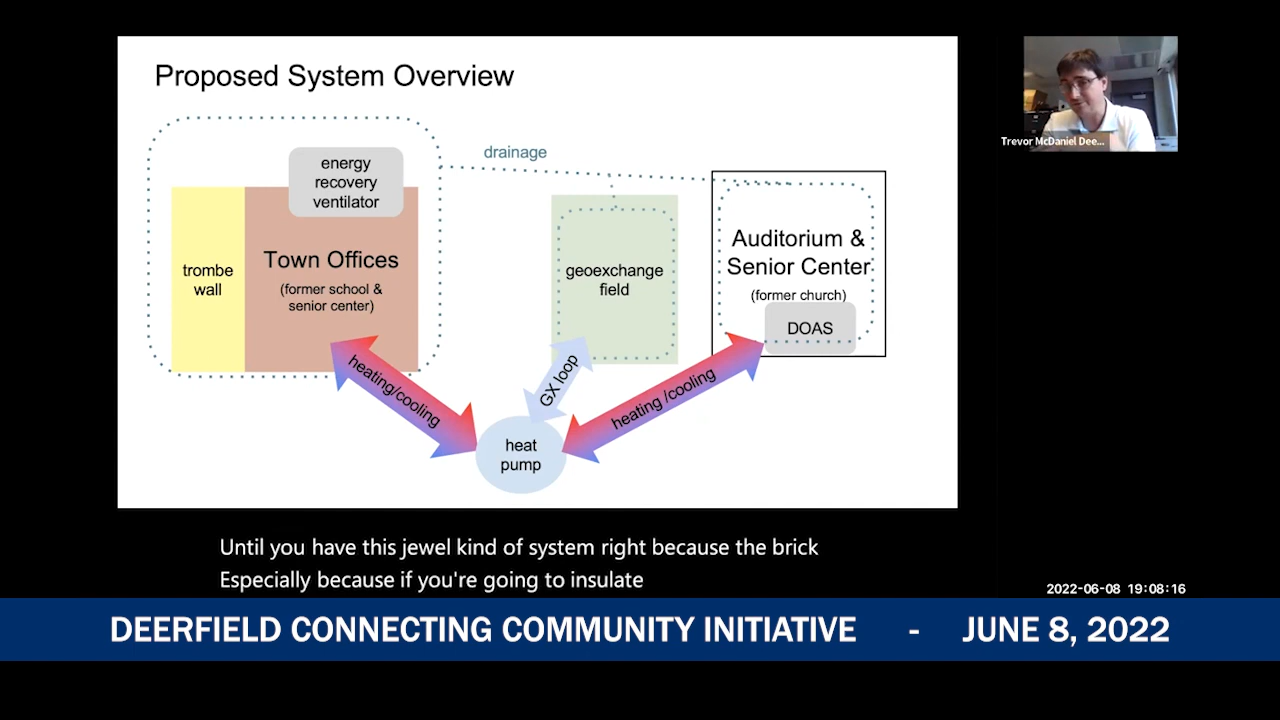 Proposed System Overview
drainage
energy
recovery
ventilator
trombe
wall
Town Offices
(former school &
senior center)
geoexchange
field
Auditorium &
Senior Center
(former church)
DOAS
heating/cooling
GX loop
heating /cooling
heat
pump
Trevor McDaniel Dee...
Until you have this jewel kind of system right because the brick
Especially because if you're going to insulate
2022-06-08 19:08:16
DEERFIELD CONNECTING COMMUNITY INITIATIVE - JUNE 8, 2022